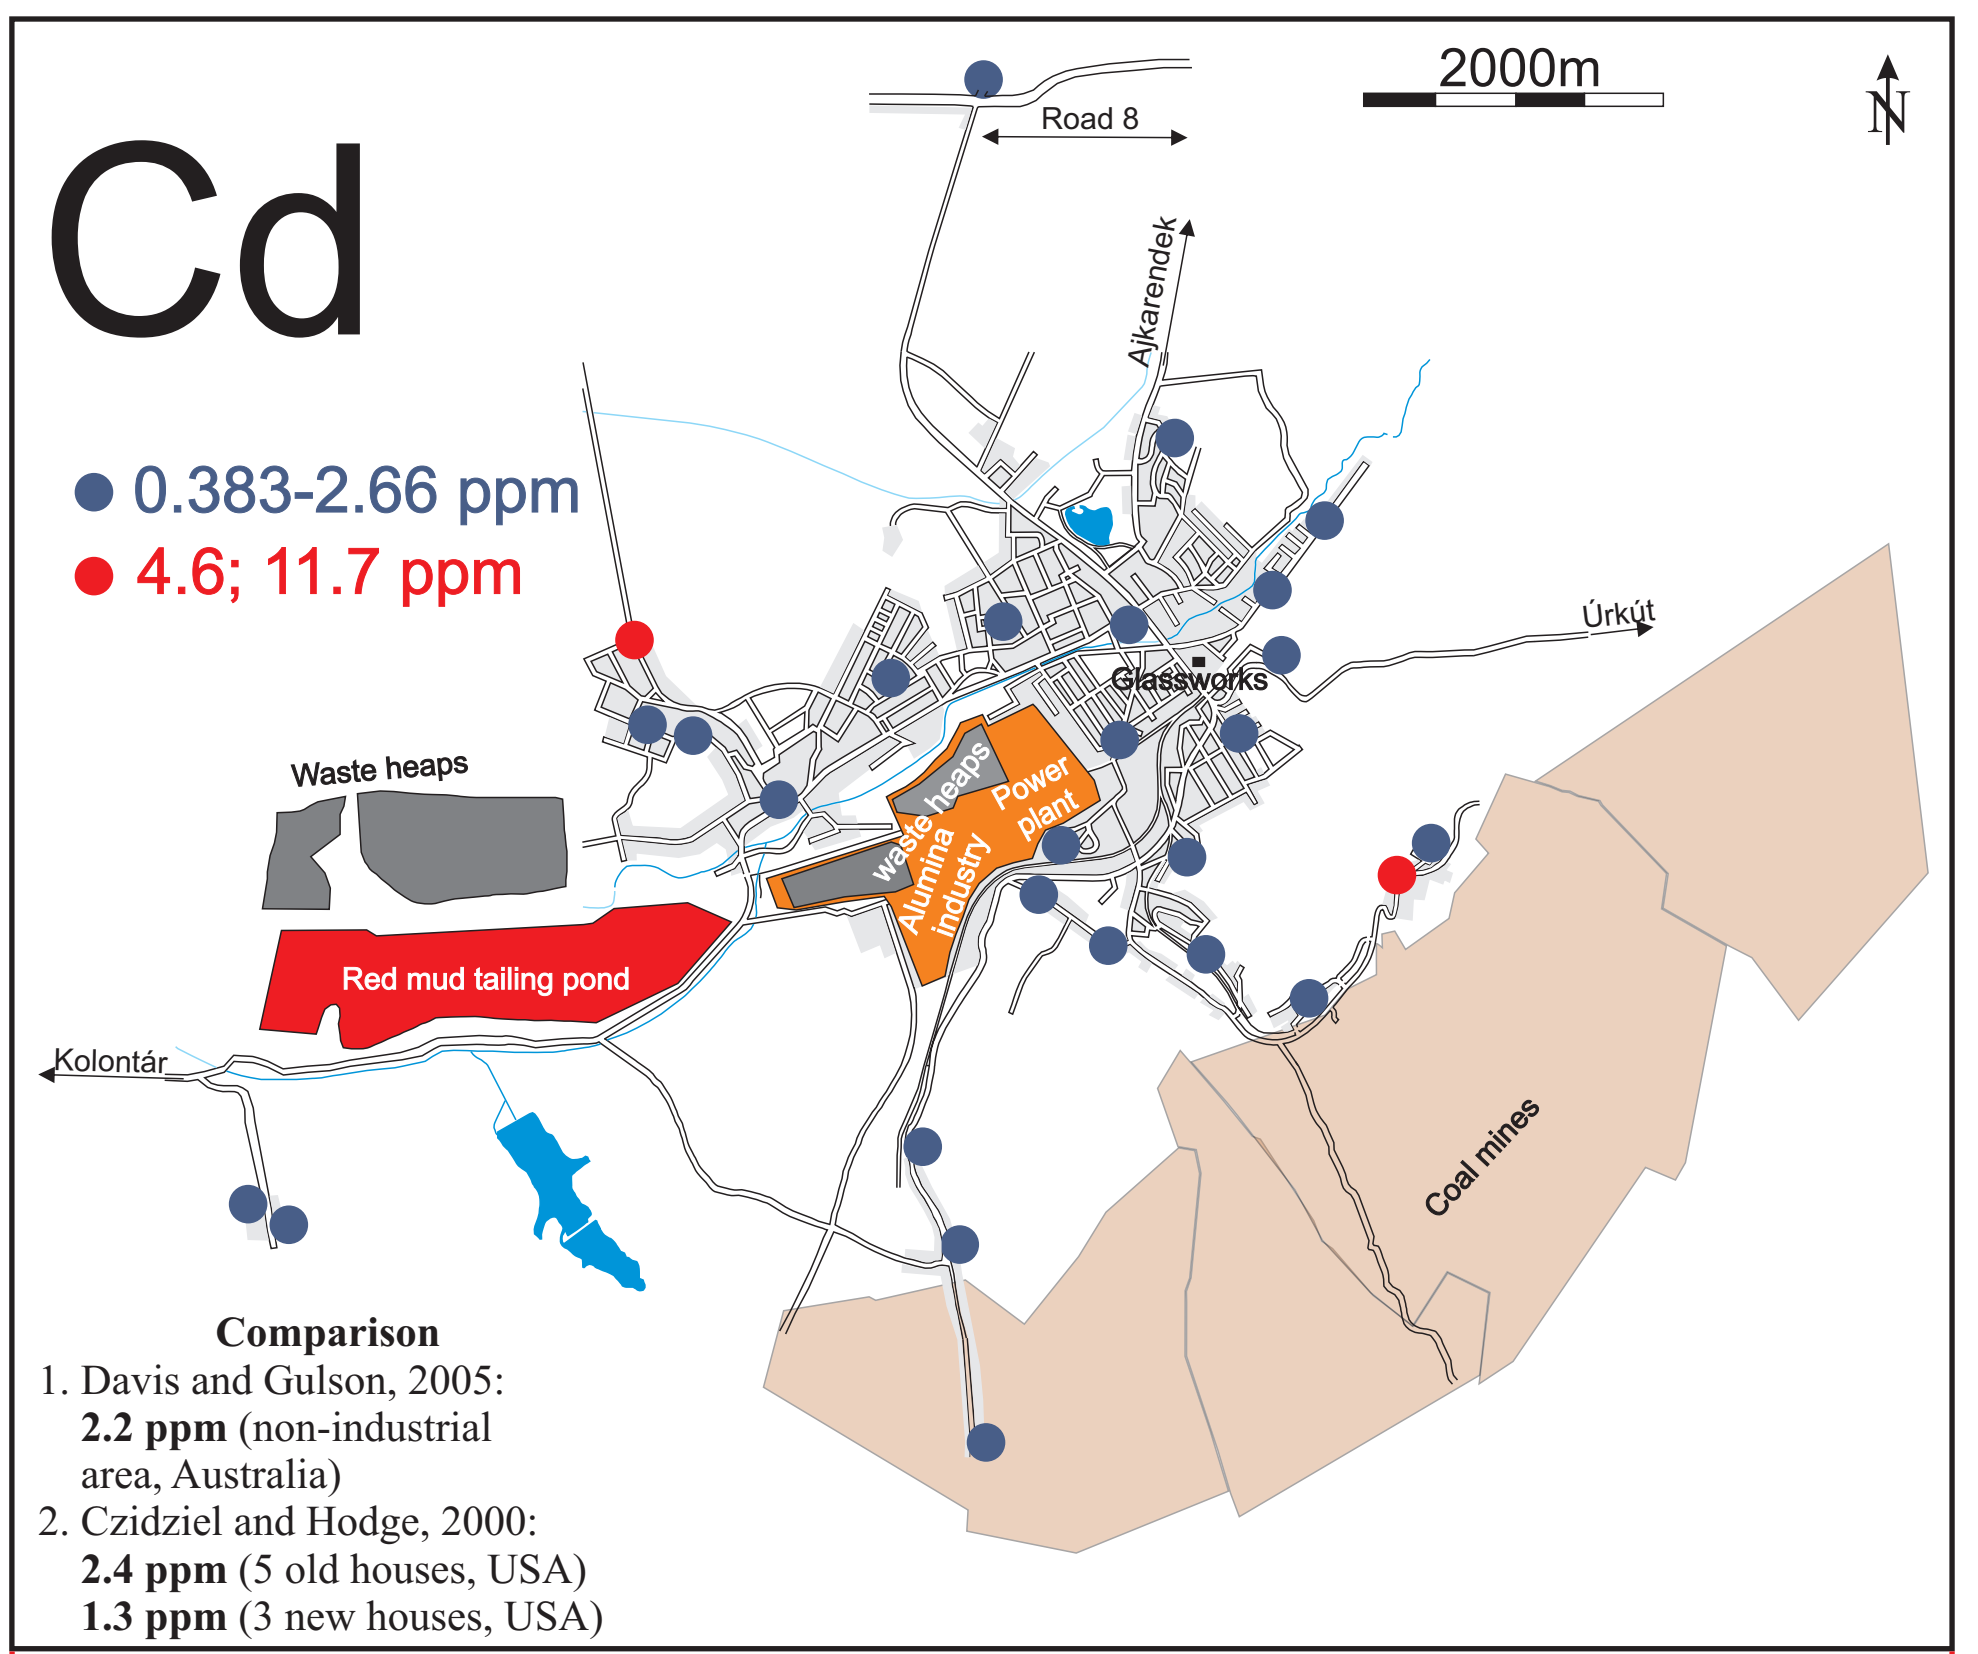 2000m
N
Road 8
Cd
Ajkarendek
0.383-2.66 ppm
4.6; 11.7 ppm
Úrkút
Glassworks
Waste heaps
waste heaps
Power
plant
Alumina
industry
Red mud tailing pond
Kolontár
Coal mines
Comparison
1. Davis and Gulson, 2005:
2.2 ppm (non-industrial
area, Australia)
2. Czidziel and Hodge, 2000:
2.4 ppm (5 old houses, USA)
1.3 ppm (3 new houses, USA)